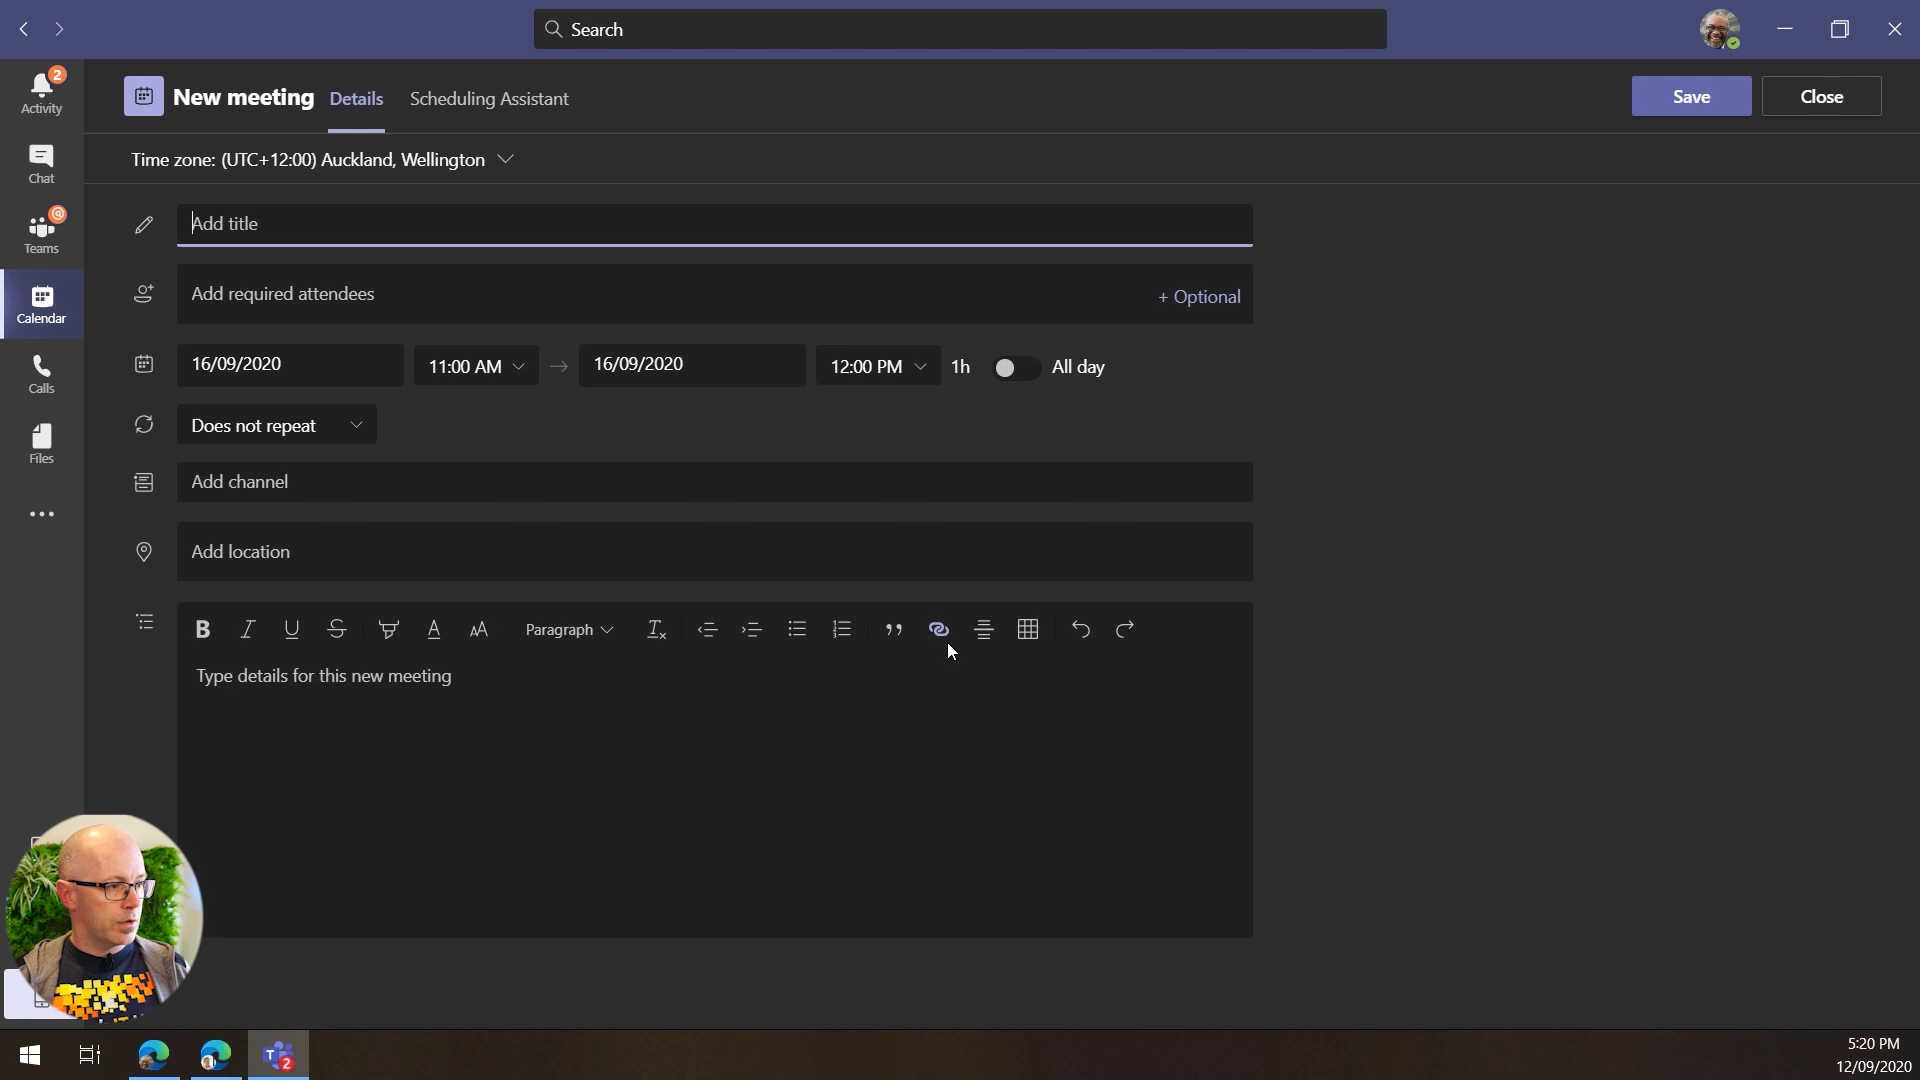 Search
2
Activity
Chat
@
Teams
Calendar
Calls
Files
New meeting
Details
Scheduling Assistant
Save
Close
Time zone: (UTC+12:00) Auckland, Wellington
Add title
Add required attendees
+ Optional
16/09/2020
11:00 AM
16/09/2020
12:00 PM
1h
All day
Does not repeat
Add channel
Add location
B
I
U
S
A
AA
Paragraph
Type details for this new meeting
T
2
5:20 PM
12/09/2020